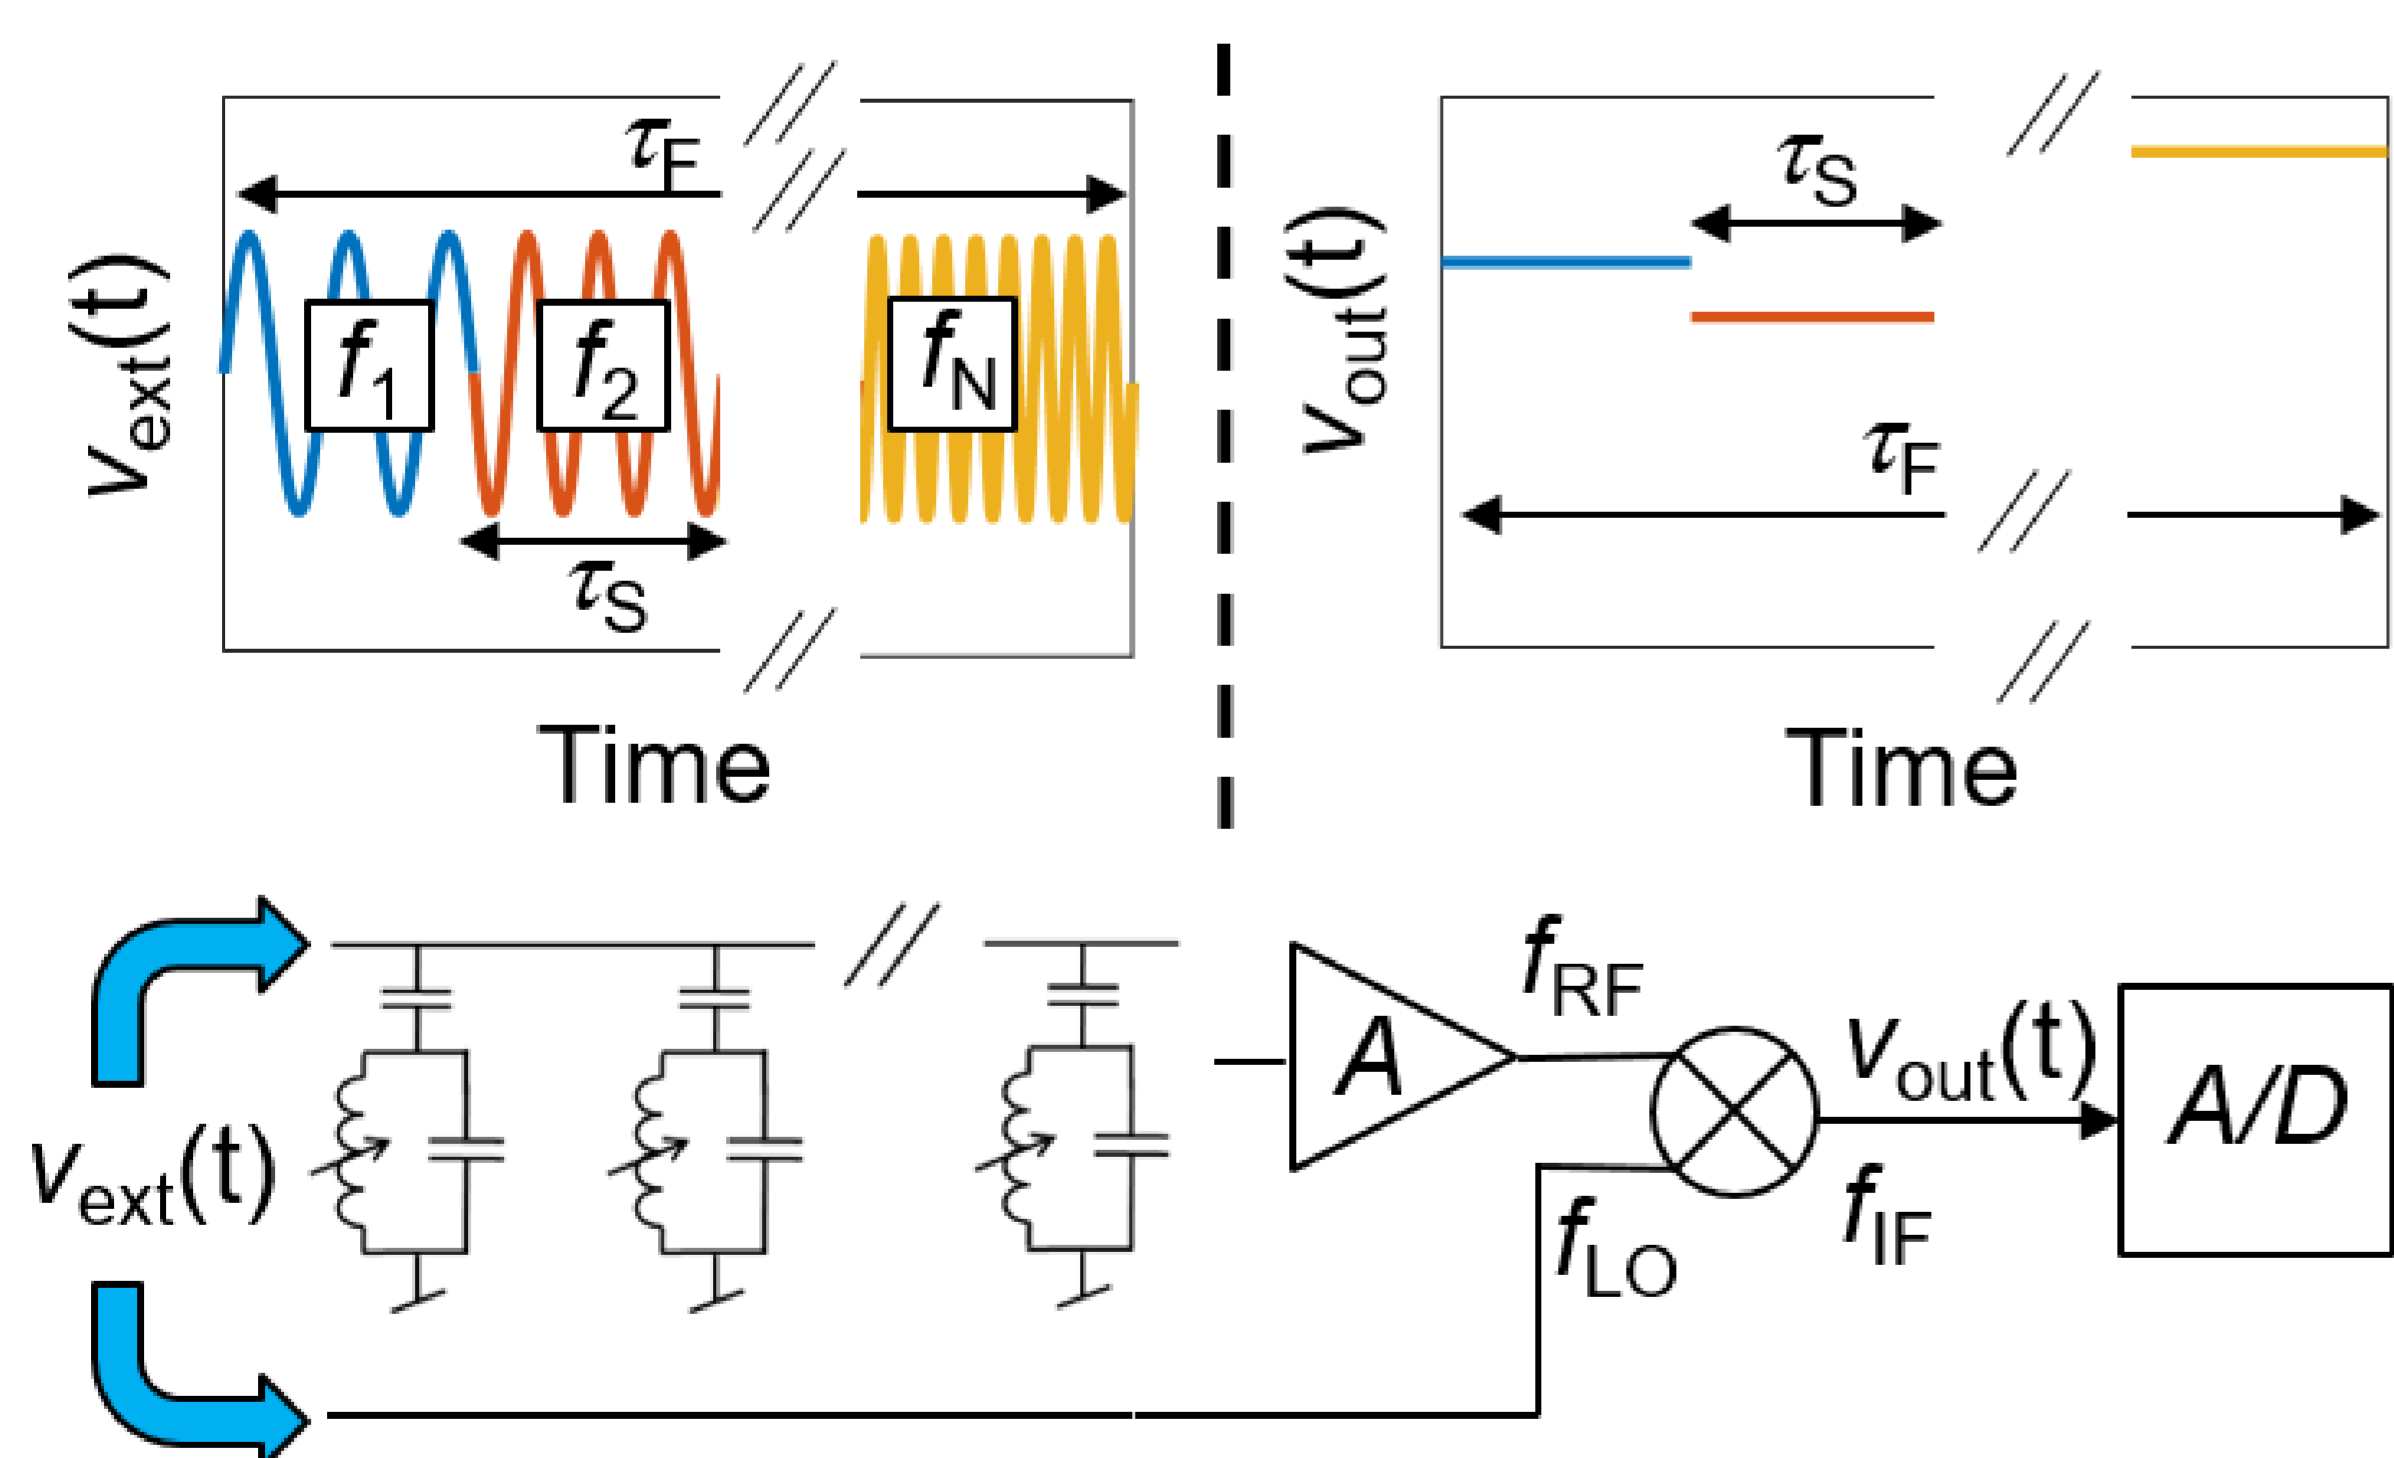 τF
vext(t)
f1
f2
fN
τS
Time
τS
vout(t)
τF
Time
vext(t)
A
fRF
fLO
vout(t)
fIF
A/D